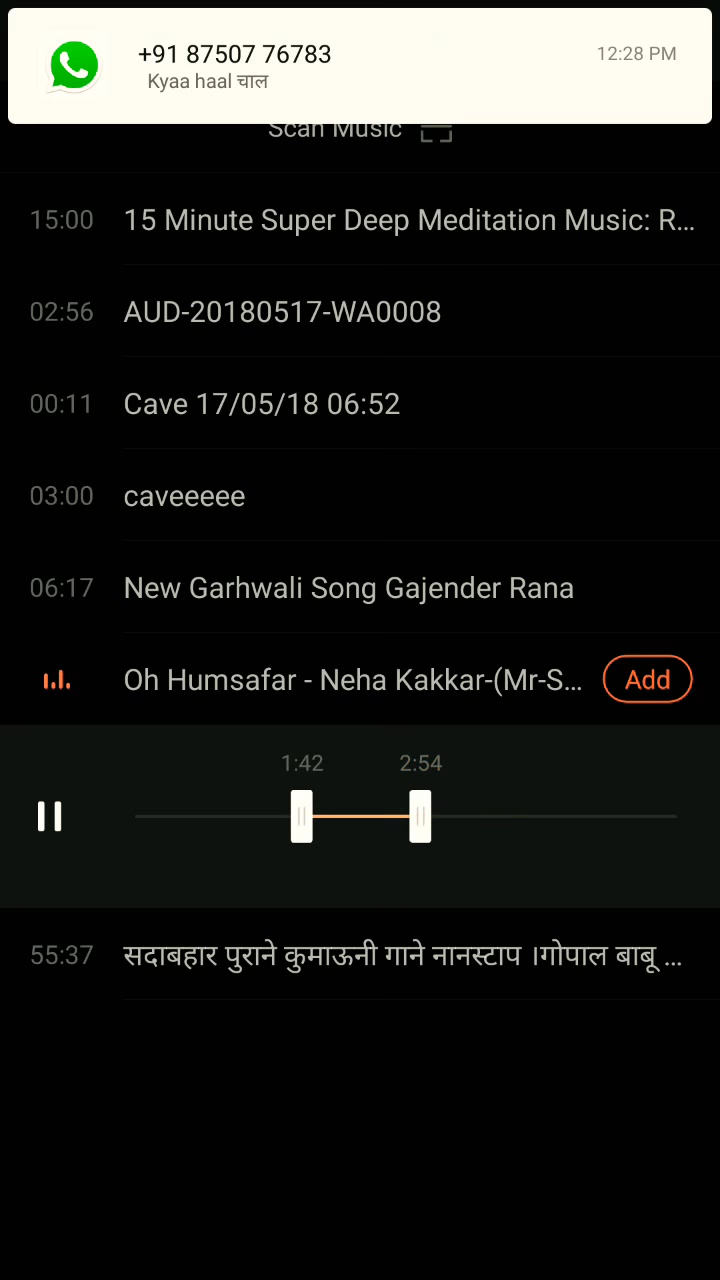 +91 87507 76783
12:28 PM
Kyaa haal चाल
Scan Music
15:00 15 Minute Super Deep Meditation Music: R...
02:56 AUD-20180517-WA0008
00:11 Cave 17/05/18 06:52
03:00 caveeeee
06:17 New Garhwali Song Gajender Rana
Oh Humsafar - Neha Kakkar-(Mr-S... Add
1:42 2:54
55:37 सदाबहार पुराने कुमाऊनी गाने नानस्टाप ।गोपाल बाबू ...